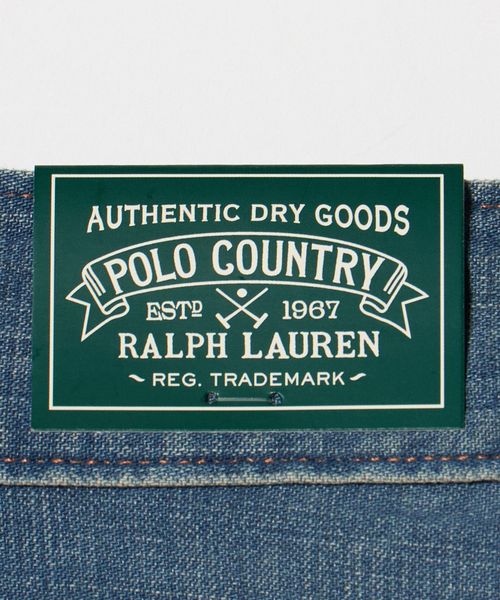 AUTHENTIC DRY GOODS
POLO COUNTRY
ESTD 1967
RALPH LAUREN
~ REG. TRADEMARK ~